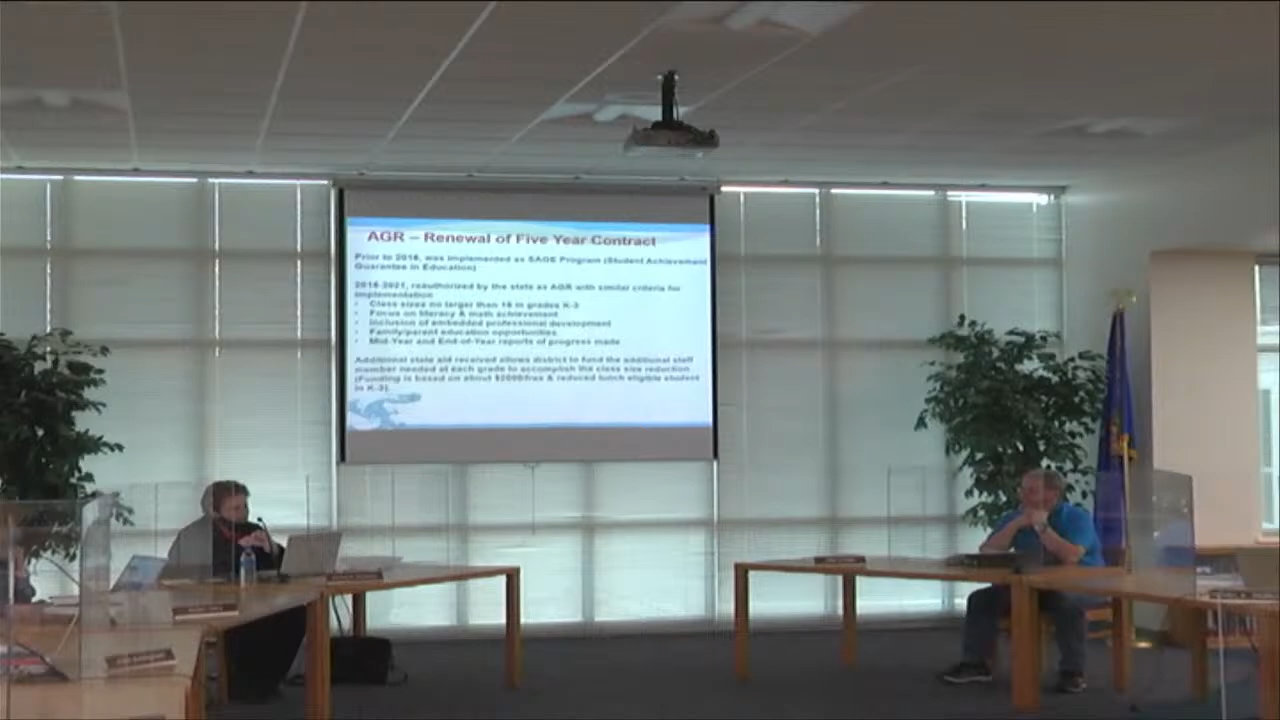 AGR – Renewal of Five Year Contract
Prior to 2016, was implemented as SAGE Program (Student Achievement
Guarantee in Education)
2016-2021, reauthorized by the state as AGR with similar criteria for
implementation
• Class sizes no larger than 18 in grades K-3
• Focus on literacy & math achievement
• Inclusion of embedded professional development
• Family/parent education opportunities
• Mid-Year and End-of-Year reports of progress made
Additional state aid received allows district to fund the additional staff
member needed at each grade to accomplish the class size reduction
(Funding is based on about $2000/free & reduced lunch eligible student
in K-3).